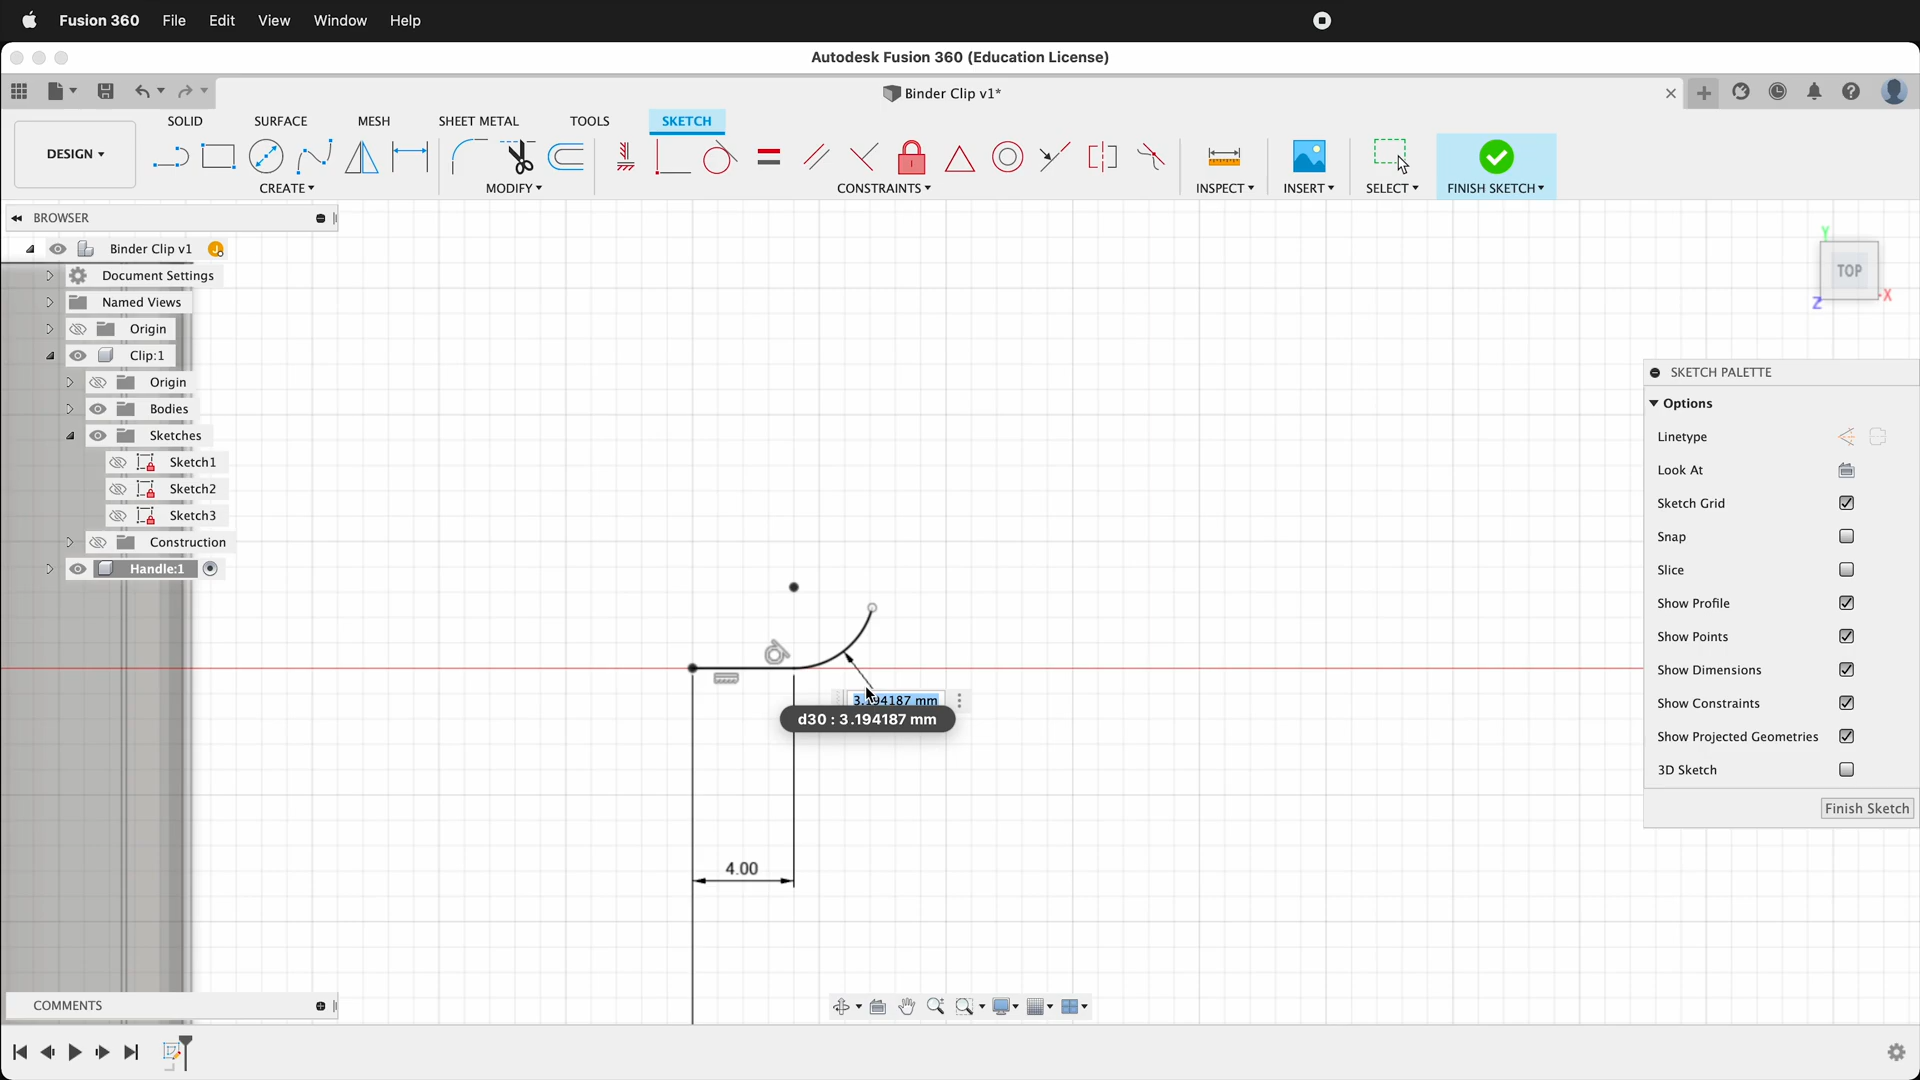 Fusion 360 File Edit View Window Help
Autodesk Fusion 360 (Education License)
Binder Clip v1*
SOLID SURFACE MESH SHEET METAL TOOLS SKETCH
DESIGN
CREATE MODIFY CONSTRAINTS INSPECT INSERT SELECT FINISH SKETCH
BROWSER
Binder Clip v1
Document Settings
Named Views
Origin
Clip:1
Origin
Bodies
Sketches
Sketch1
Sketch2
Sketch3
Construction
Handle:1
Y
TOP
X
Z
SKETCH PALETTE
Options
Linetype
Look At
Sketch Grid
Snap
Slice
Show Profile
Show Points
Show Dimensions
Show Constraints
Show Projected Geometries
3D Sketch
Finish Sketch
3.194187 mm
d30 : 3.194187 mm
4.00
COMMENTS